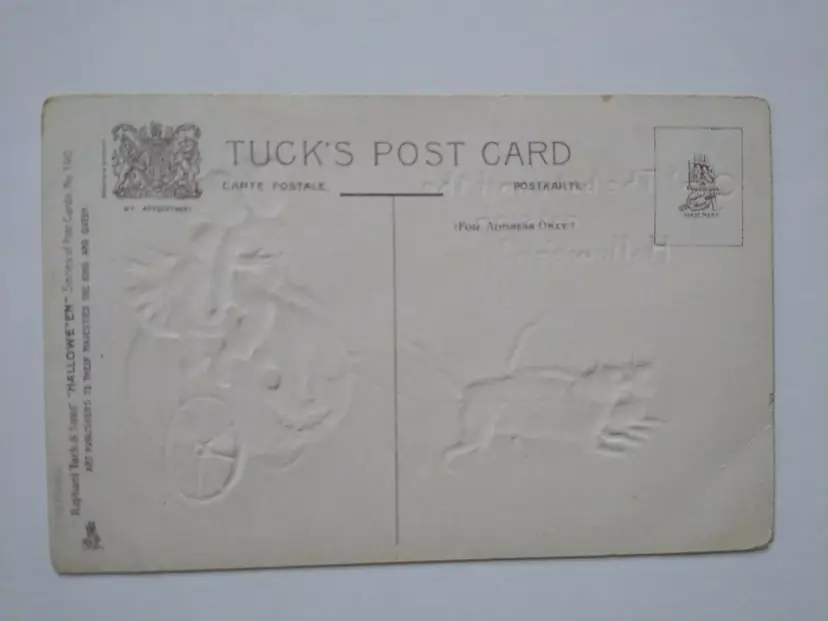 TUCK'S POST CARD
CARTE POSTALE.
POSTKARTE.
(FOR ADDRESS ONLY)
BY APPOINTMENT.
Raphael Tuck & Sons' "HALLOWE'EN" Series of Post Cards No.
ART PUBLISHERS TO THEIR MAJESTIES THE KING AND QUEEN.